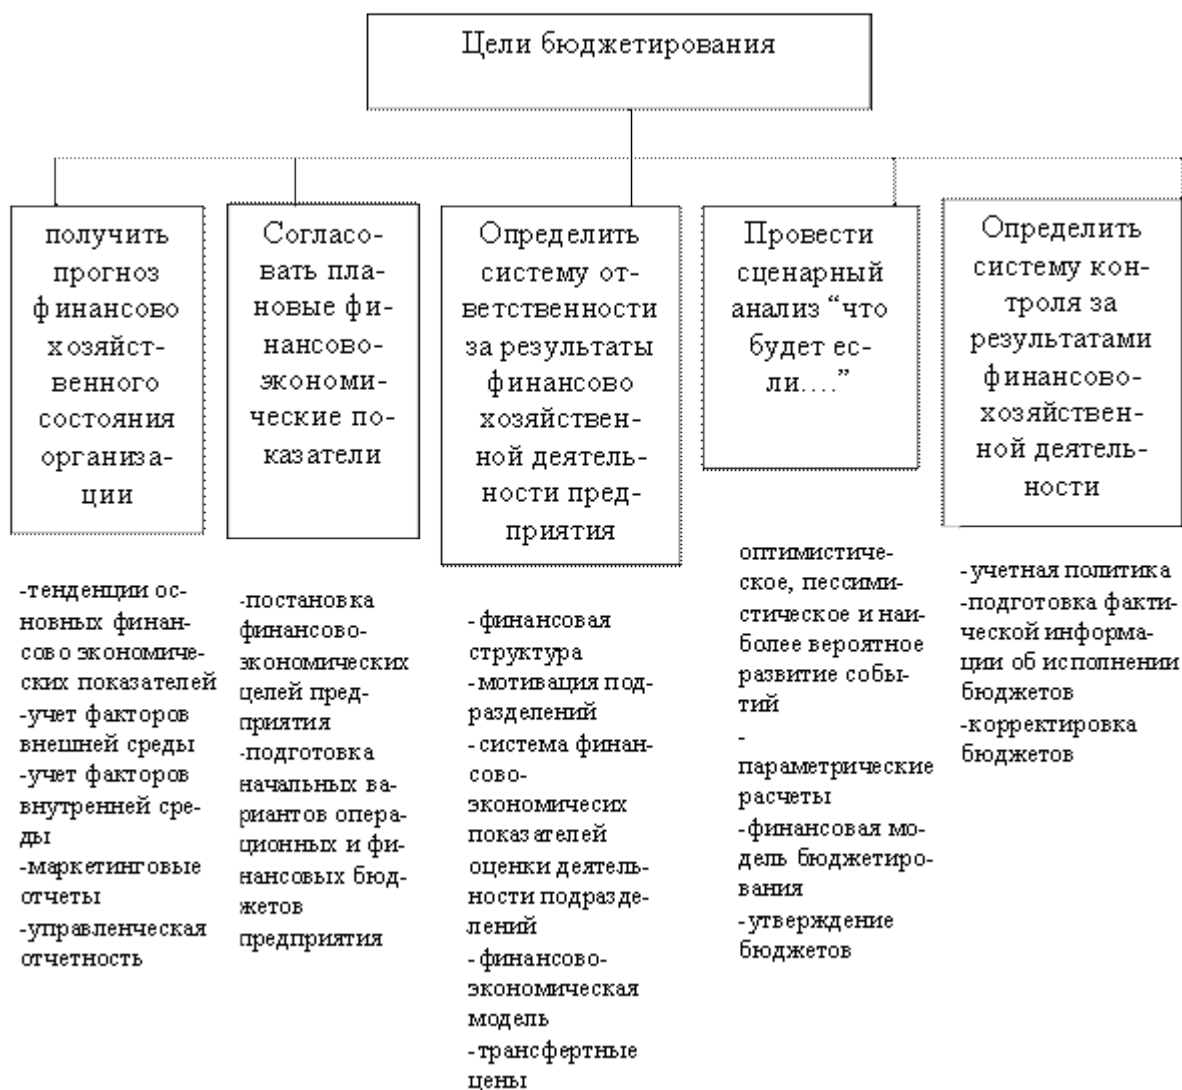 Цели бюджетирования
получить
прогноз
финансово
хозяйст-
венного
состояния
организа-
ции
Согласо-
вать пла-
новые фи-
нансово-
экономи-
ческие по-
казатели
Определить
систему от-
ветственности
за результаты
финансово
хозяйствен-
ной деятель-
ности пред-
приятия
Провести
сценарный
анализ “что
будет ес-
ли....”
Определить
систему кон-
троля за
результатами
финансово-
хозяйствен-
ной деятель-
ности
-тенденции ос-
новных финан-
сово экономиче-
ских показателей
-учет факторов
внешней среды
-учет факторов
внутренней сре-
ды
-маркетинговые
отчеты
-управленческая
отчетность
-постановка
финансово-
экономических
целей пред-
приятия
-подготовка
начальных ва-
риантов опера-
ционных и фи-
нансовых бюд-
жетов
предприятия
-финансовая
структура
-мотивация под-
разделений
-система финан-
сово-
экономичесих
показателей
оценки деятель-
ности подразде-
лений
-финансово-
экономическая
модель
-трансфертные
цены
оптимистиче-
ское, пессими-
стическое и наи-
более вероятное
развитие собы-
тий
-
параметрические
расчеты
-финансовая мо-
дель бюджетиро-
вания
-утверждение
бюджетов
-учетная политика
-подготовка факти-
ческой информа-
ции об исполнении
бюджетов
-корректировка
бюджетов